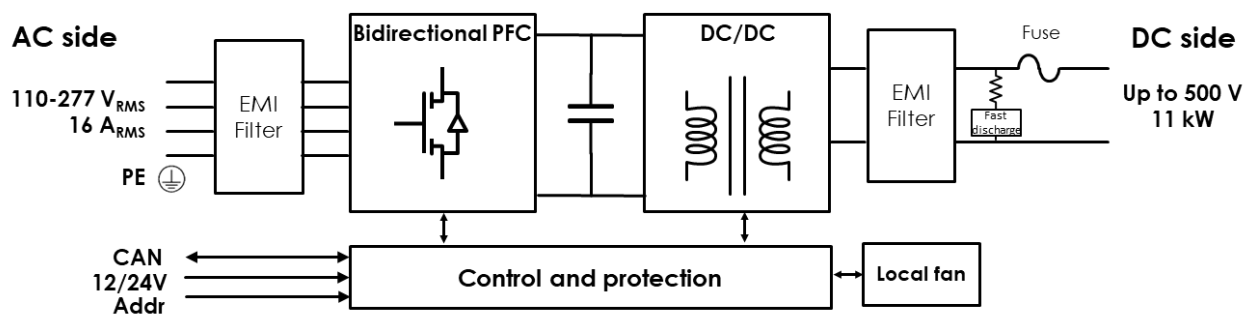 AC side
110-277 VRMS
16 ARMS
PE
EMI
Filter
Bidirectional PFC
DC/DC
EMI
Filter
Fuse
Fast
discharge
DC side
Up to 500 V
11 kW
CAN
12/24V
Addr
Control and protection
Local fan